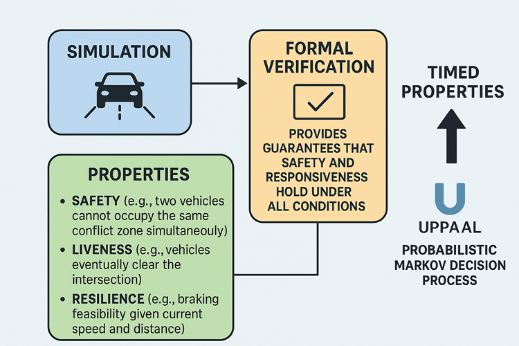 SIMULATION
FORMAL
VERIFICATION
PROVIDES
GUARANTEES THAT
SAFETY AND
RESPONSIVENESS
HOLD UNDER
ALL CONDITIONS
PROPERTIES
• SAFETY (e.g., two vehicles
cannot occupy the same
conflict zone simultaneously)
• LIVENESS (e.g., vehicles
eventually clear the
intersection)
• RESILIENCE (e.g., braking
feasibility given current
speed and distance)
TIMED
PROPERTIES
U
UPPAAL
PROBABILISTIC
MARKOV DECISION
PROCESS